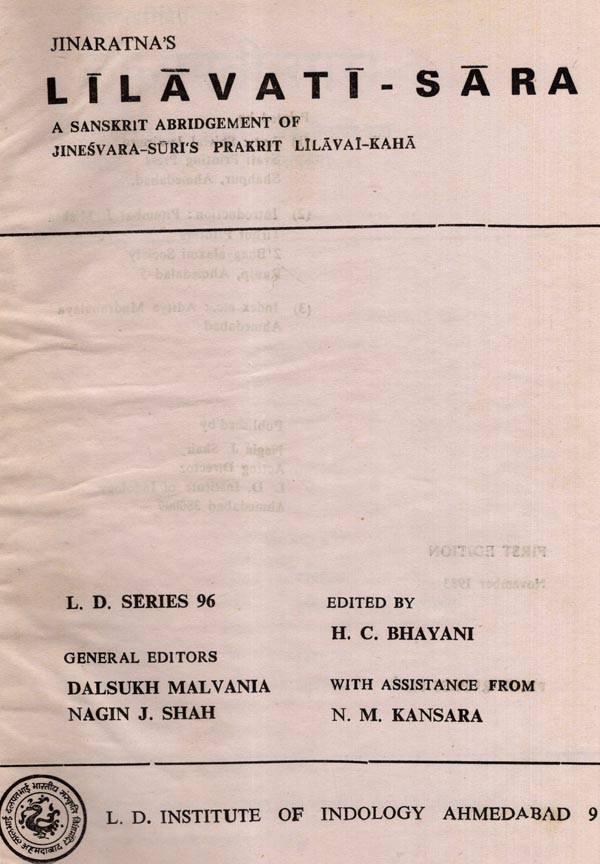 JINARATNA'S
LĪLĀVATĪ - SĀRA
A SANSKRIT ABRIDGEMENT OF
JINEŚVARA-SŪRI'S PRAKRIT LĪLĀVAĪ-KAHĀ
L. D. SERIES 96
GENERAL EDITORS
DALSUKH MALVANIA
NAGIN J. SHAH
EDITED BY
H. C. BHAYANI
WITH ASSISTANCE FROM
N. M. KANSARA
L. D. INSTITUTE OF INDOLOGY AHMEDABAD 9